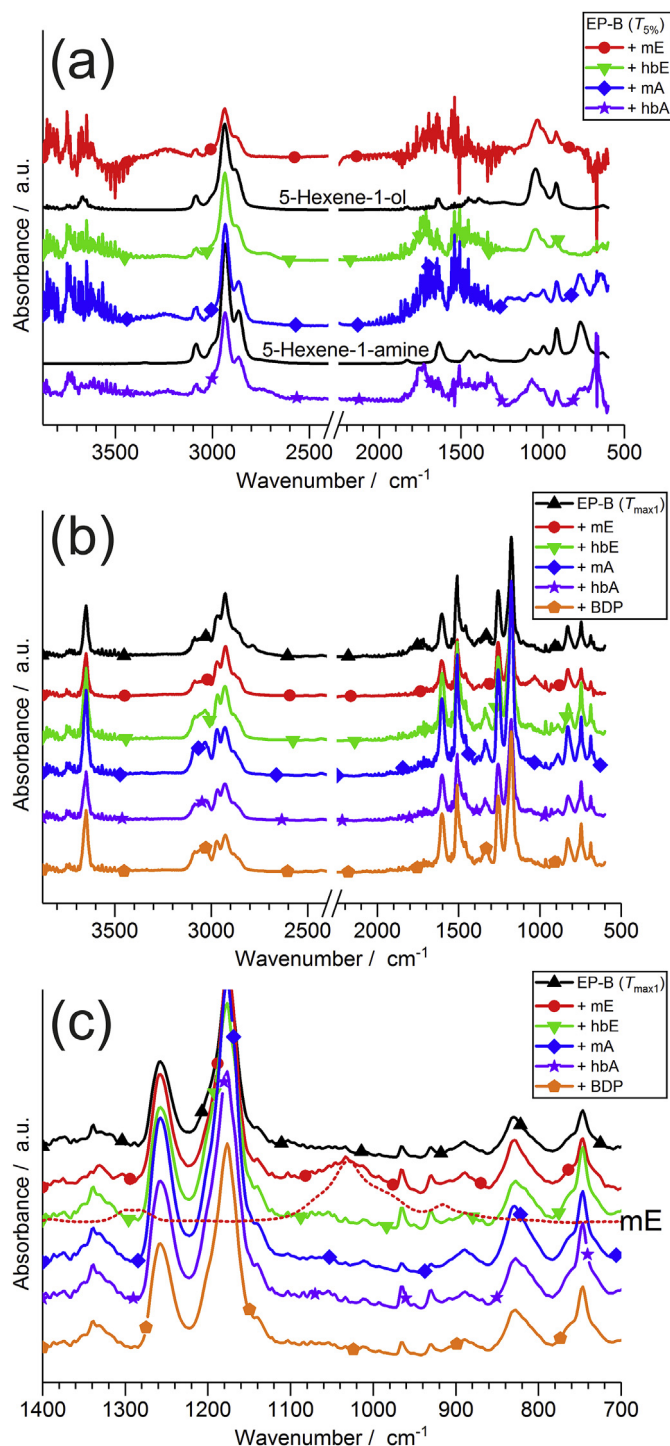 (a)
EP-B (T5%)
+ mE
+ hbE
+ mA
+ hbA
5-Hexene-1-ol
5-Hexene-1-amine
Absorbance / a.u.
3500 3000 2500 2000 1500 1000 500
Wavenumber / cm-1
(b)
EP-B (Tmax1)
+ mE
+ hbE
+ mA
+ hbA
+ BDP
Absorbance / a.u.
3500 3000 2500 2000 1500 1000 500
Wavenumber / cm-1
(c)
EP-B (Tmax1)
+ mE
+ hbE
+ mA
+ hbA
+ BDP
mE
Absorbance / a.u.
1400 1300 1200 1100 1000 900 800 700
Wavenumber / cm-1